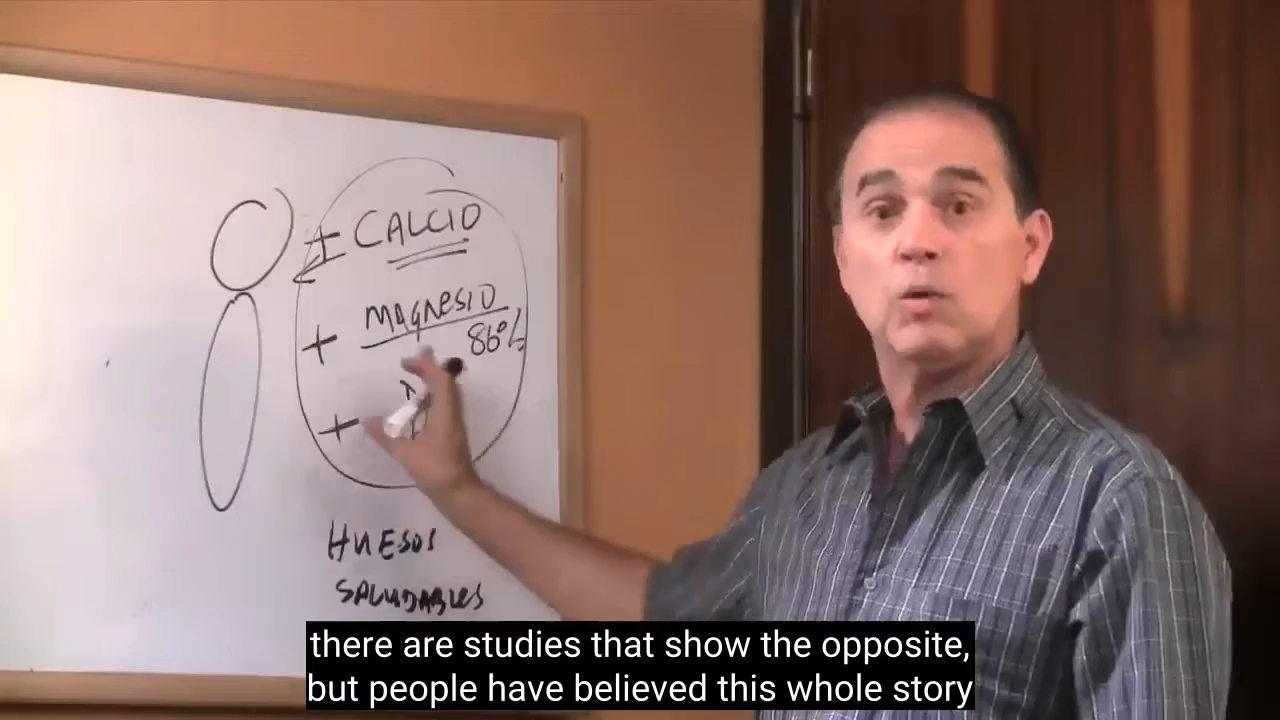 + CALCIO
+ MAGNESIO
86%
+
HUESOS
SALUDABLES
there are studies that show the opposite,
but people have believed this whole story